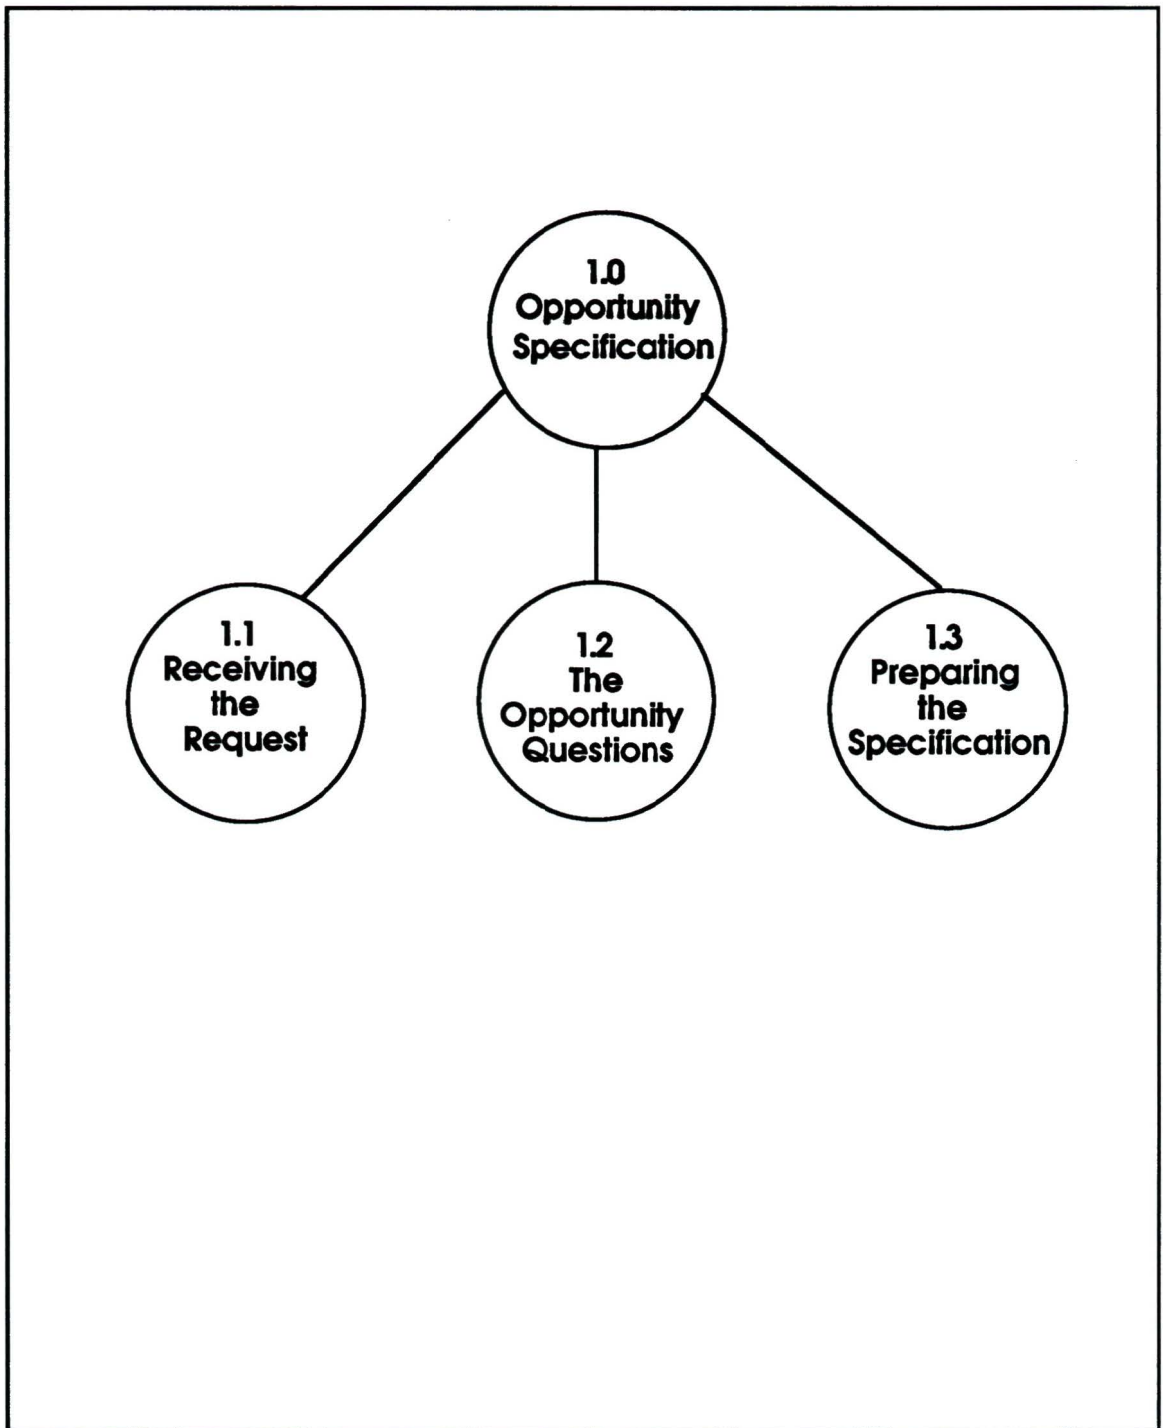 1.0
Opportunity
Specification
1.1
Receiving
the
Request
1.2
The
Opportunity
Questions
1.3
Preparing
the
Specification